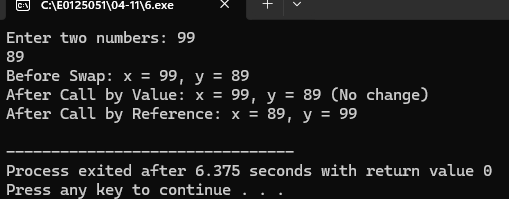 C:\E0125051\04-11\6.exe
Enter two numbers: 99
89
Before Swap: x = 99, y = 89
After Call by Value: x = 99, y = 89 (No change)
After Call by Reference: x = 89, y = 99
--------------------------------
Process exited after 6.375 seconds with return value 0
Press any key to continue . . .